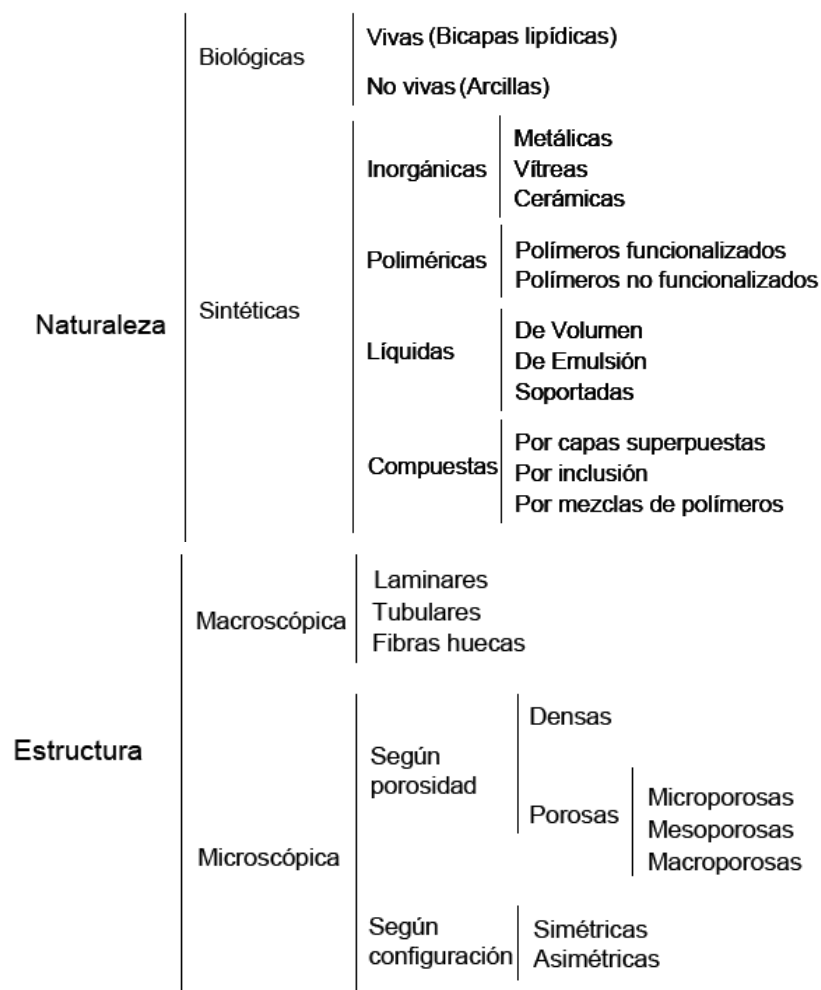 Naturaleza
Biológicas
Vivas (Bicapas lipídicas)
No vivas (Arcillas)
Sintéticas
Inorgánicas
Metálicas
Vítreas
Cerámicas
Poliméricas
Polímeros funcionalizados
Polímeros no funcionalizados
Líquidas
De Volumen
De Emulsión
Soportadas
Compuestas
Por capas superpuestas
Por inclusión
Por mezclas de polímeros
Estructura
Macroscópica
Laminares
Tubulares
Fibras huecas
Microscópica
Según
porosidad
Densas
Porosas
Microporosas
Mesoporosas
Macroporosas
Según
configuración
Simétricas
Asimétricas